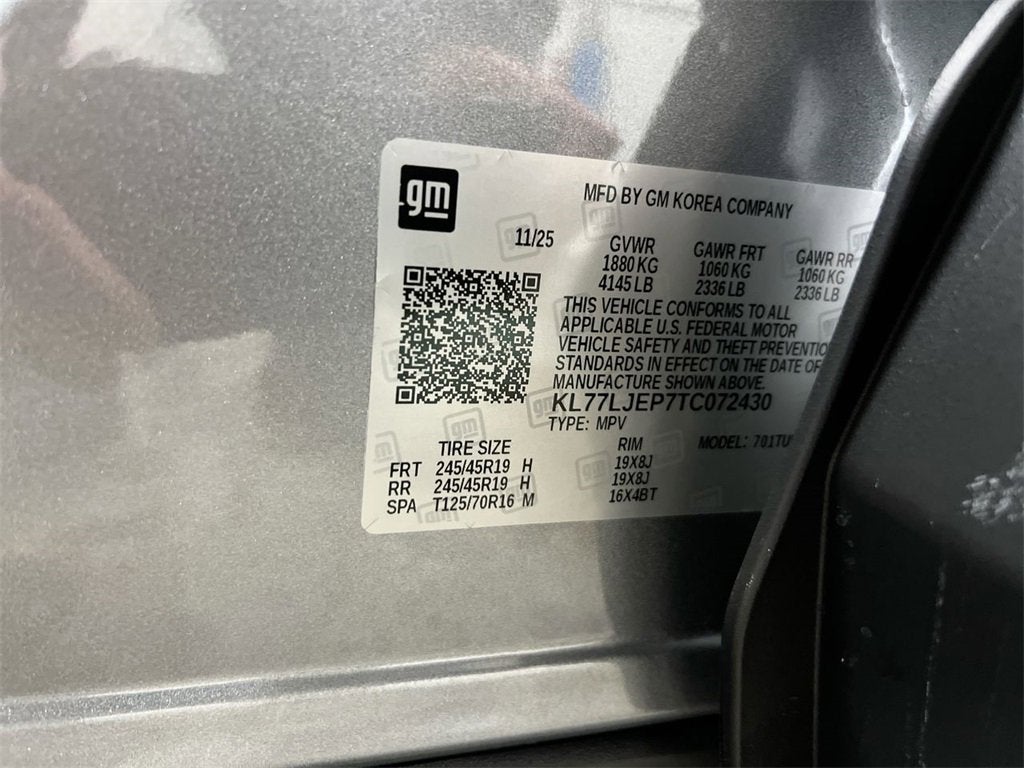 gm
MFD BY GM KOREA COMPANY
11/25
GVWR GAWR FRT GAWR RR
1880 KG 1060 KG 1060 KG
4145 LB 2336 LB 2336 LB
THIS VEHICLE CONFORMS TO ALL
APPLICABLE U.S. FEDERAL MOTOR
VEHICLE SAFETY AND THEFT PREVENTIO
STANDARDS IN EFFECT ON THE DATE OF
MANUFACTURE SHOWN ABOVE.
KL77LJEP7TC072430
TYPE: MPV
TIRE SIZE RIM MODEL: 701TU
FRT 245/45R19 H 19X8J
RR 245/45R19 H 19X8J
SPA T125/70R16 M 16X4BT